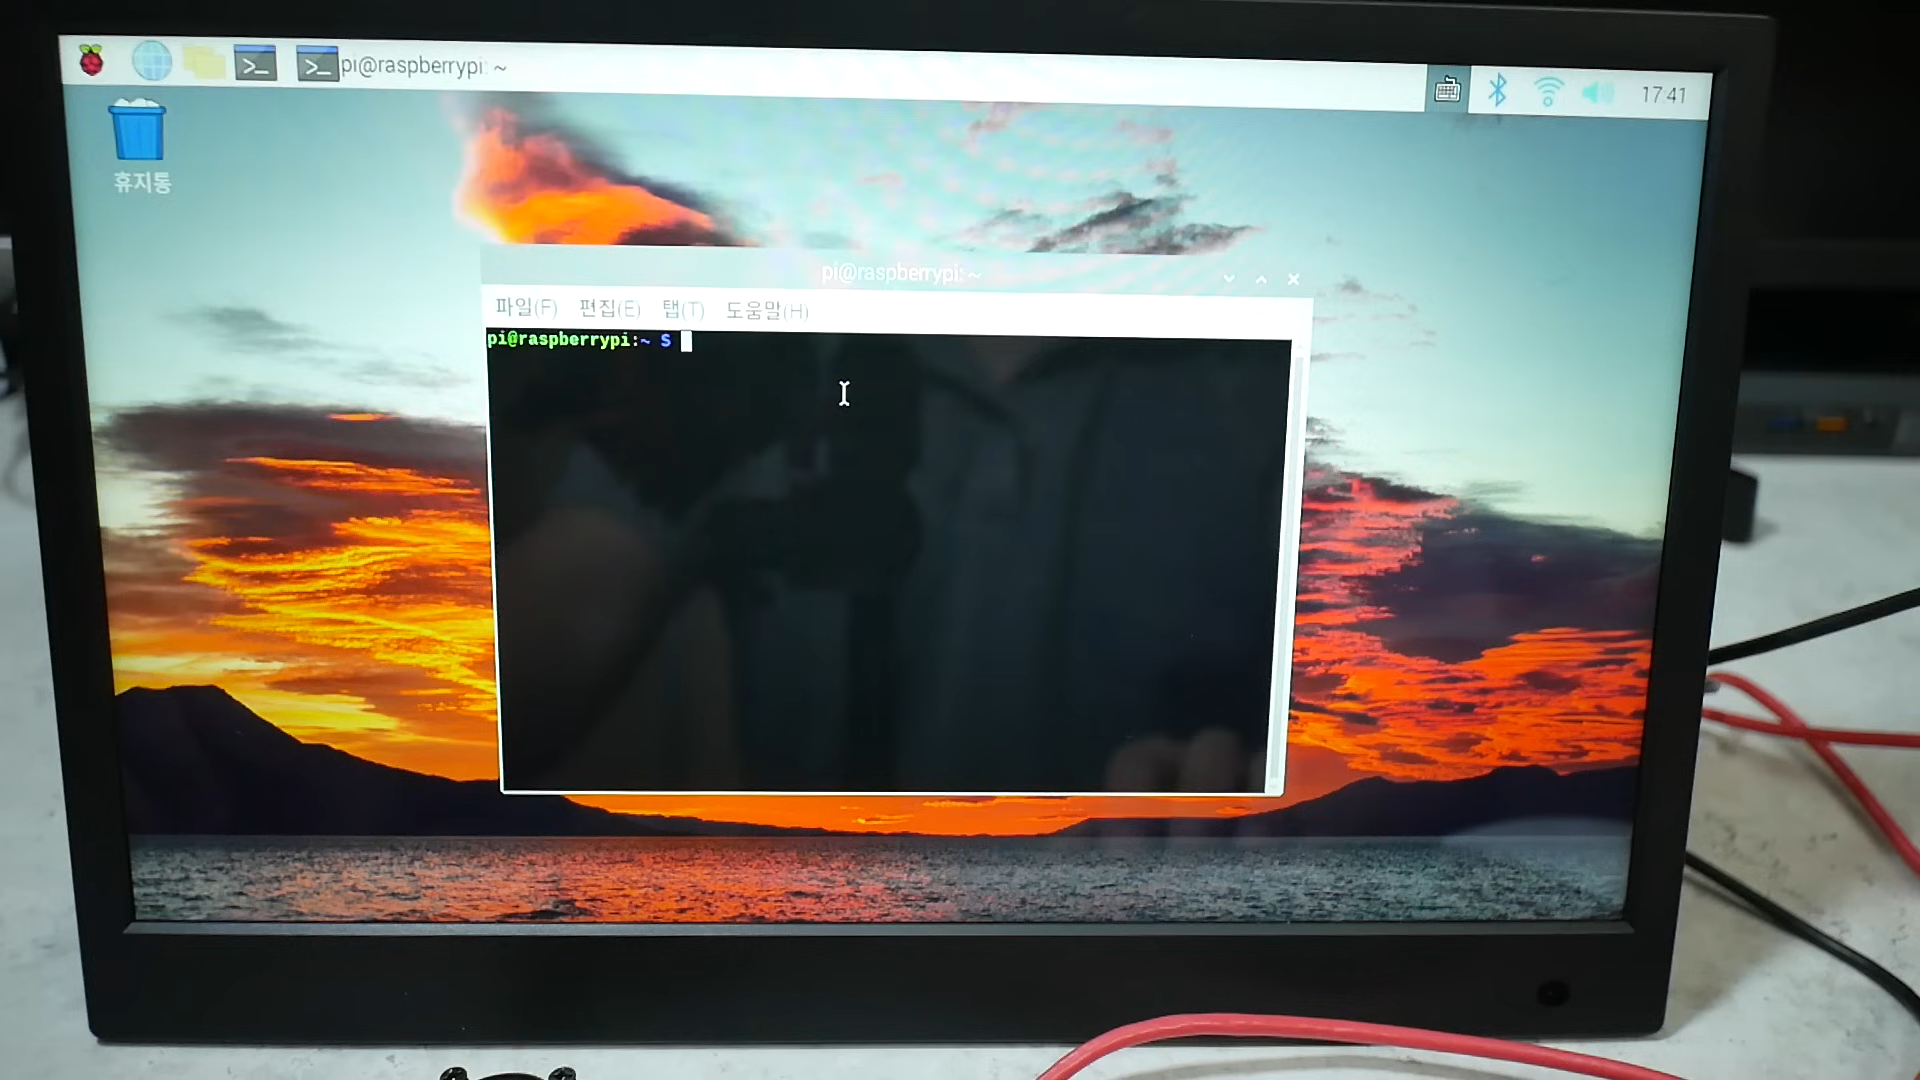 pi@raspberrypi: ~
17:41
휴지통
pi@raspberrypi: ~
파일(F) 편집(E) 탭(T) 도움말(H)
pi@raspberrypi:~ $